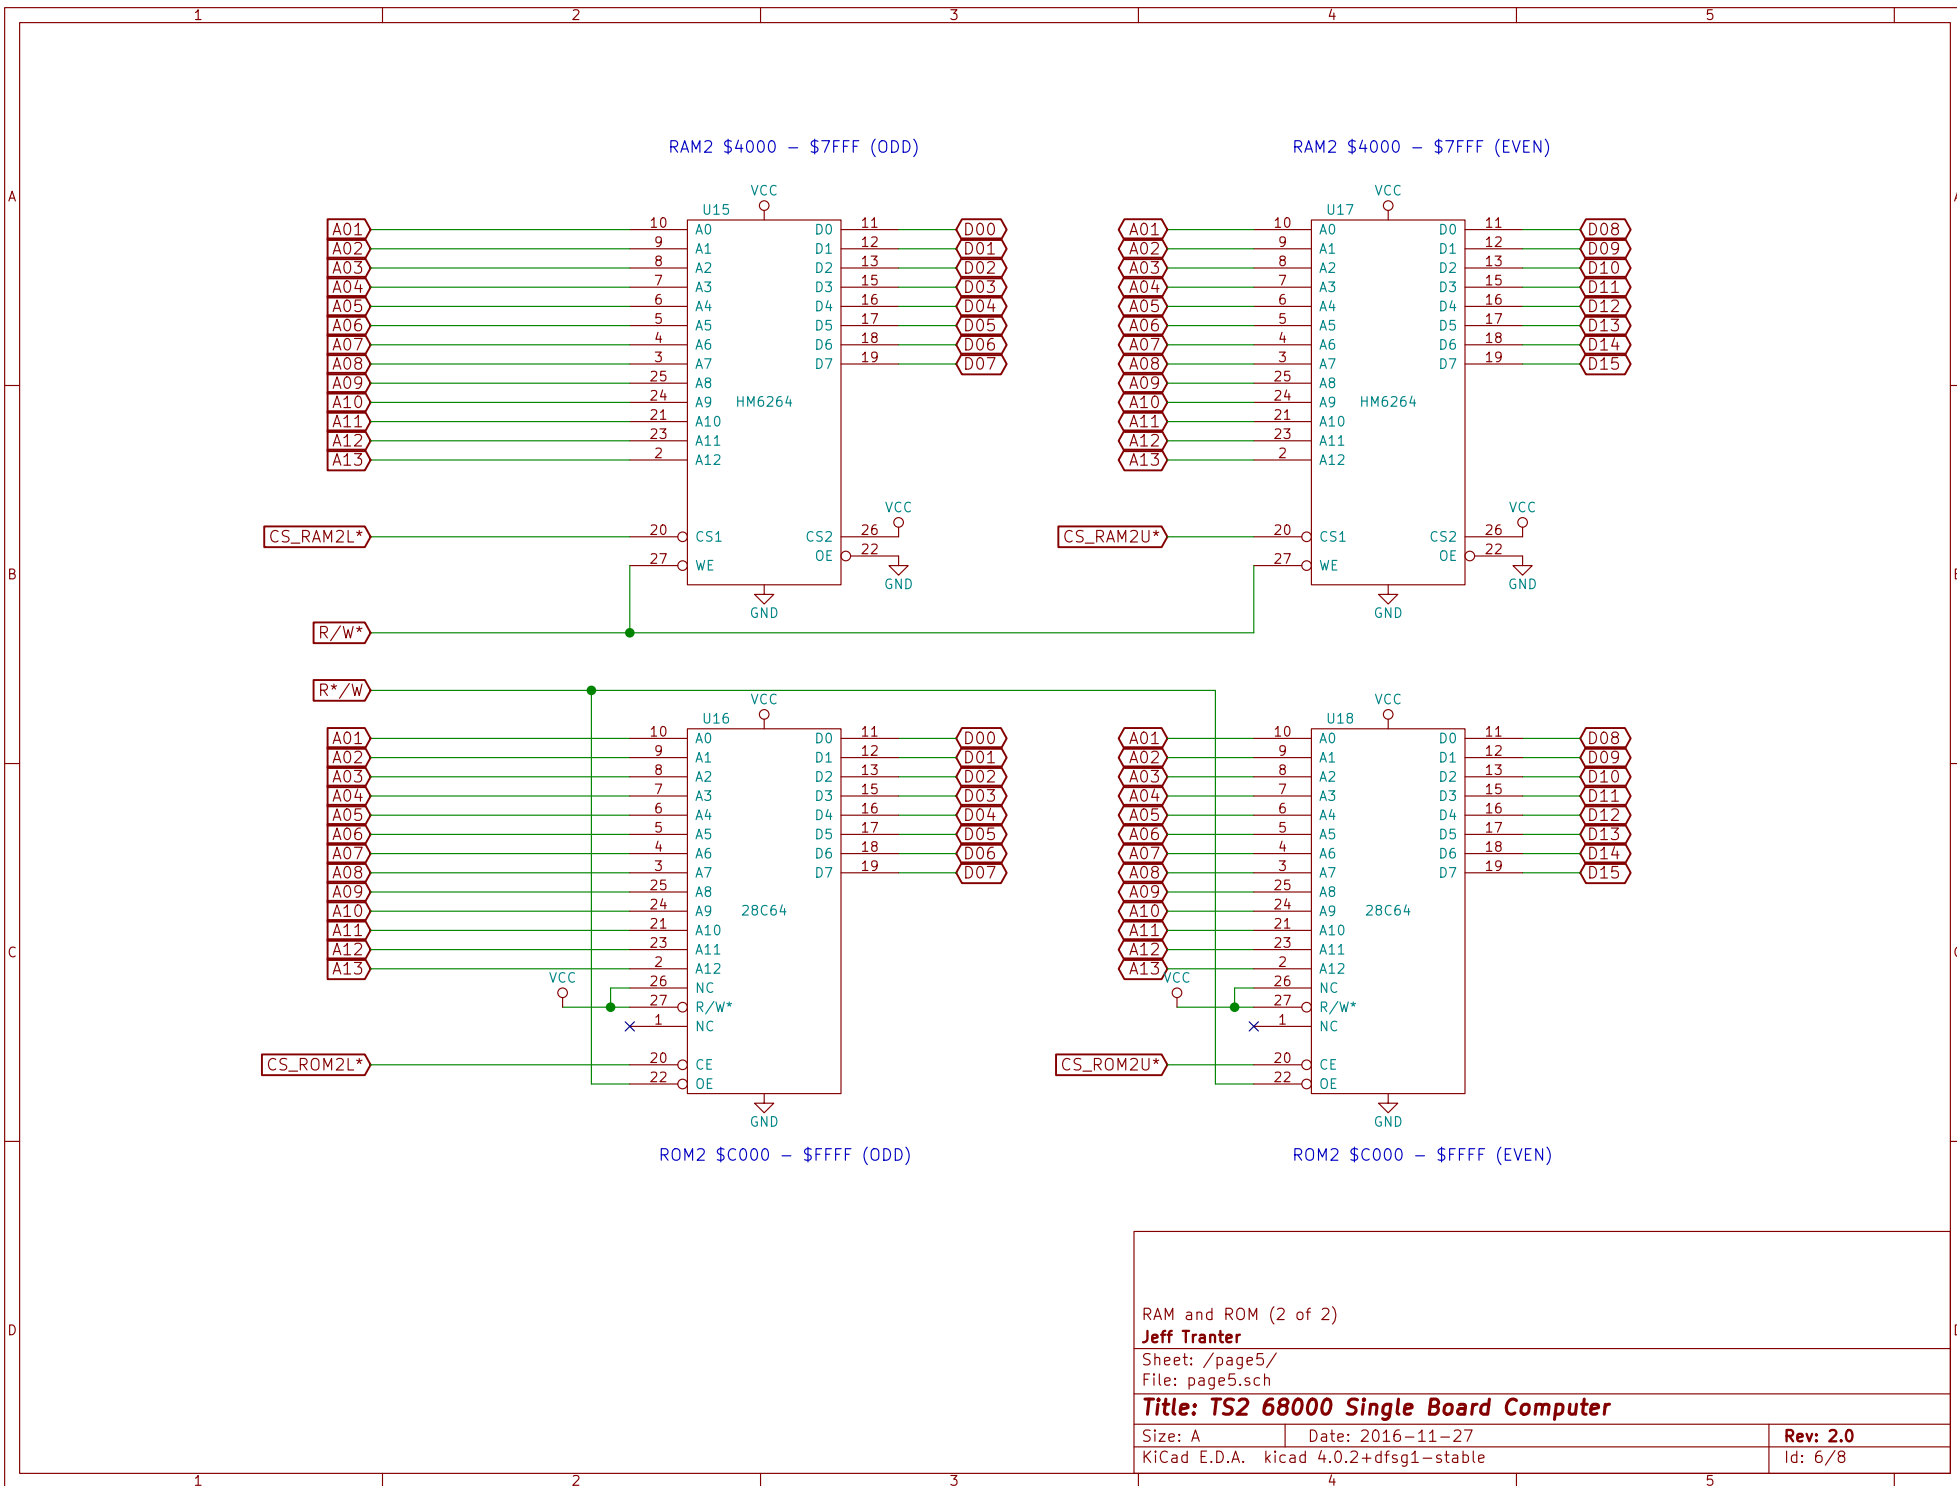 1 2 3 4 5
RAM2 $4000 – $7FFF (ODD)
RAM2 $4000 – $7FFF (EVEN)
A
VCC
U15
A01 10 A0 D0 11 D00
A02 9 A1 D1 12 D01
A03 8 A2 D2 13 D02
A04 7 A3 D3 15 D03
A05 6 A4 D4 16 D04
A06 5 A5 D5 17 D05
A07 4 A6 D6 18 D06
A08 3 A7 D7 19 D07
A09 25 A8
A10 24 A9 HM6264
A11 21 A10
A12 23 A11
A13 2 A12
VCC
CS_RAM2L* 20 CS1 CS2 26
OE 22
27 WE
GND
GND
VCC
U17
A01 10 A0 D0 11 D08
A02 9 A1 D1 12 D09
A03 8 A2 D2 13 D10
A04 7 A3 D3 15 D11
A05 6 A4 D4 16 D12
A06 5 A5 D5 17 D13
A07 4 A6 D6 18 D14
A08 3 A7 D7 19 D15
A09 25 A8
A10 24 A9 HM6264
A11 21 A10
A12 23 A11
A13 2 A12
VCC
CS_RAM2U* 20 CS1 CS2 26
OE 22
27 WE
GND
GND
B
R/W*
R*/W
VCC
U16
A01 10 A0 D0 11 D00
A02 9 A1 D1 12 D01
A03 8 A2 D2 13 D02
A04 7 A3 D3 15 D03
A05 6 A4 D4 16 D04
A06 5 A5 D5 17 D05
A07 4 A6 D6 18 D06
A08 3 A7 D7 19 D07
A09 25 A8
A10 24 A9 28C64
A11 21 A10
A12 23 A11
A13 2 A12
VCC 26 NC
27 R/W*
1 NC
CS_ROM2L* 20 CE
22 OE
GND
VCC
U18
A01 10 A0 D0 11 D08
A02 9 A1 D1 12 D09
A03 8 A2 D2 13 D10
A04 7 A3 D3 15 D11
A05 6 A4 D4 16 D12
A06 5 A5 D5 17 D13
A07 4 A6 D6 18 D14
A08 3 A7 D7 19 D15
A09 25 A8
A10 24 A9 28C64
A11 21 A10
A12 23 A11
A13 2 A12
VCC 26 NC
27 R/W*
1 NC
CS_ROM2U* 20 CE
22 OE
GND
C
ROM2 $C000 – $FFFF (ODD)
ROM2 $C000 – $FFFF (EVEN)
D
RAM and ROM (2 of 2)
Jeff Tranter
Sheet: /page5/
File: page5.sch
Title: TS2 68000 Single Board Computer
Size: A Date: 2016-11-27 Rev: 2.0
KiCad E.D.A. kicad 4.0.2+dfsg1-stable Id: 6/8
1 2 3 4 5